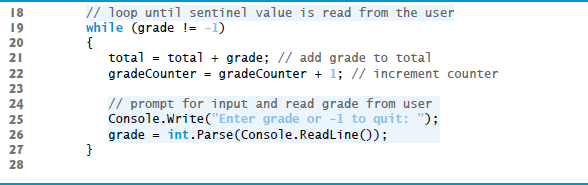 18 // loop until sentinel value is read from the user
19 while (grade != -1)
20 {
21 total = total + grade; // add grade to total
22 gradeCounter = gradeCounter + 1; // increment counter
23
24 // prompt for input and read grade from user
25 Console.Write("Enter grade or -1 to quit: ");
26 grade = int.Parse(Console.ReadLine());
27 }
28